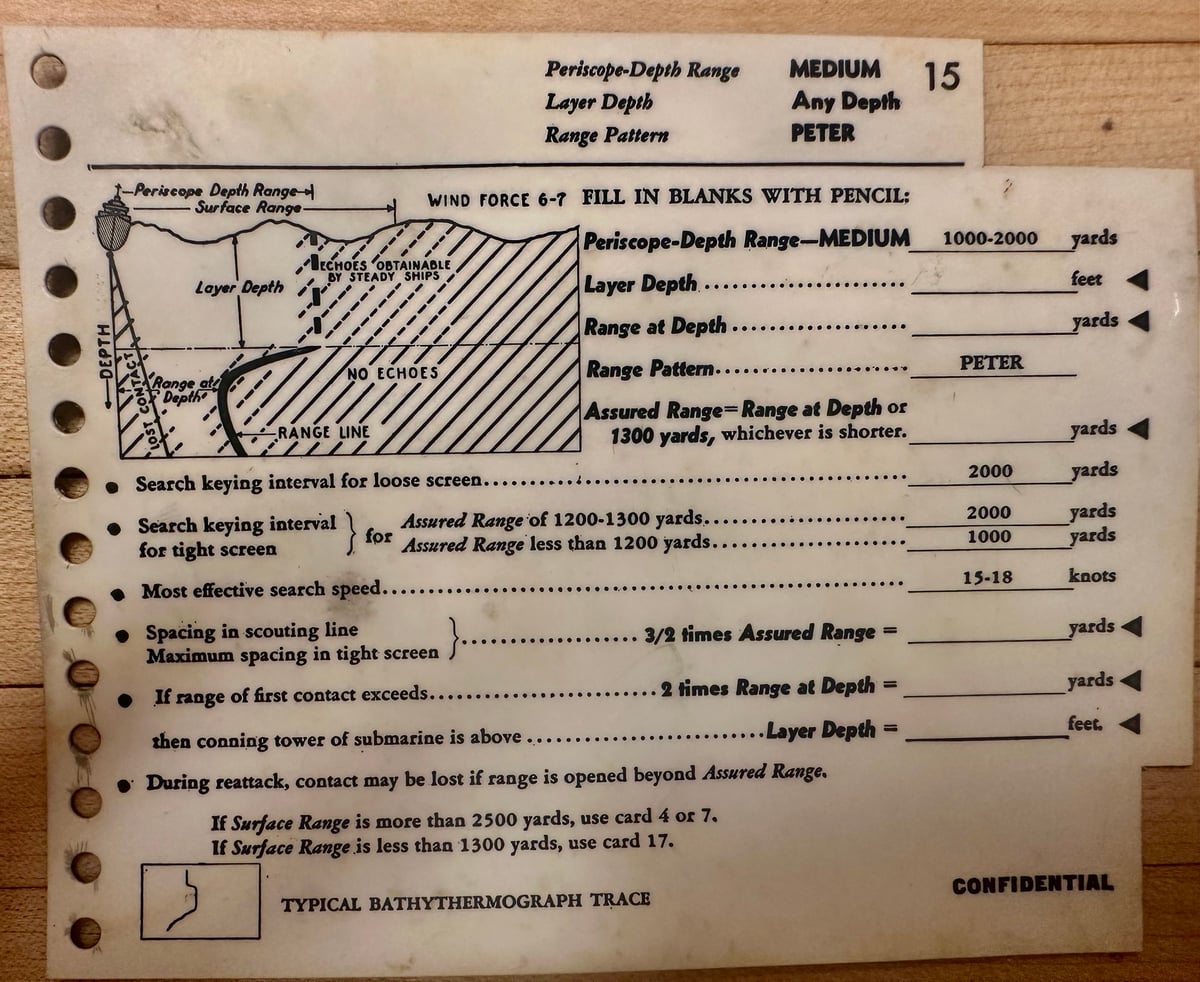 Periscope-Depth Range MEDIUM 15
Layer Depth Any Depth
Range Pattern PETER
Periscope Depth Range
Surface Range
WIND FORCE 6-7
ECHOES OBTAINABLE
BY STEADY SHIPS
Layer Depth
DEPTH
LOST CONTACT
Range at
Depth
NO ECHOES
RANGE LINE
FILL IN BLANKS WITH PENCIL:
Periscope-Depth Range—MEDIUM 1000-2000 yards
Layer Depth .......................... feet
Range at Depth ...................... yards
Range Pattern........................ PETER
Assured Range=Range at Depth or
1300 yards, whichever is shorter. yards
• Search keying interval for loose screen.......................................................... 2000 yards
• Search keying interval } for Assured Range of 1200-1300 yards......................... 2000 yards
for tight screen Assured Range less than 1200 yards........................ 1000 yards
• Most effective search speed........................................................................ 15-18 knots
• Spacing in scouting line } ...................... 3/2 times Assured Range = yards
Maximum spacing in tight screen
• If range of first contact exceeds............................2 times Range at Depth = yards
then conning tower of submarine is above .............................Layer Depth = feet.
• During reattack, contact may be lost if range is opened beyond Assured Range.
If Surface Range is more than 2500 yards, use card 4 or 7.
If Surface Range is less than 1300 yards, use card 17.
TYPICAL BATHYTHERMOGRAPH TRACE
CONFIDENTIAL